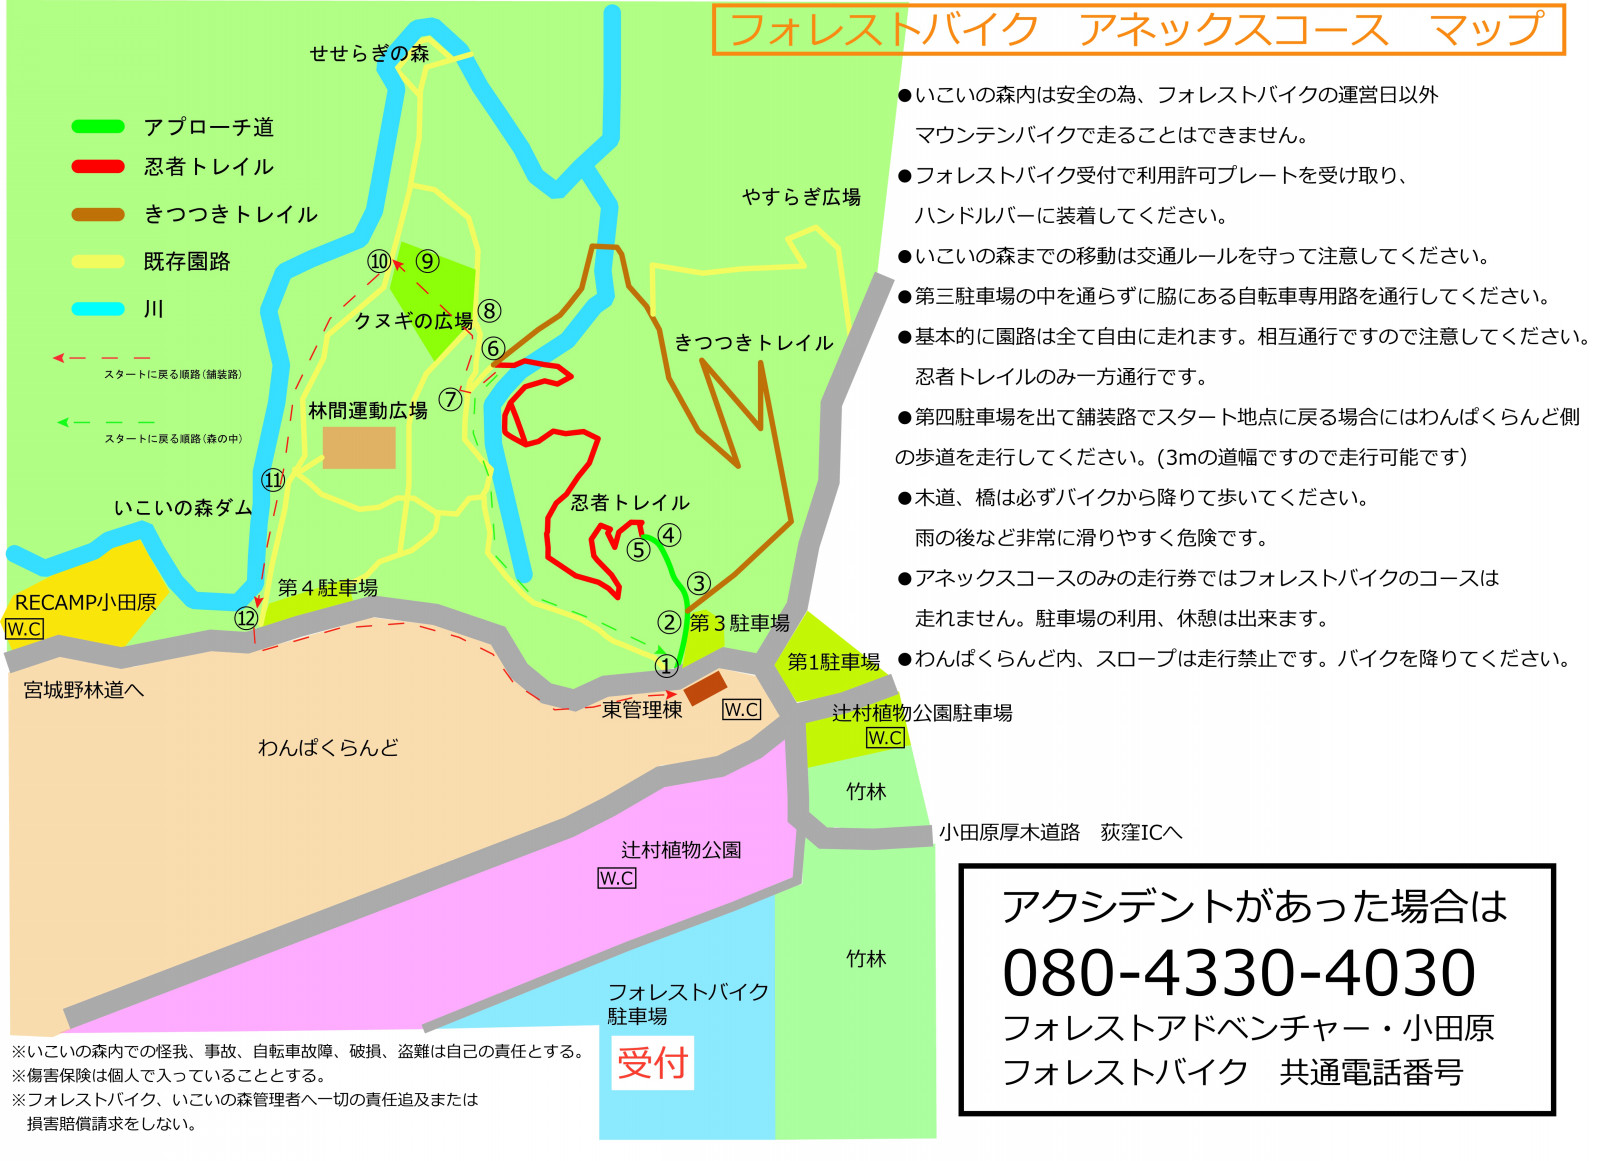 フォレストバイク　アネックスコース　マップ
●いこいの森内は安全の為、フォレストバイクの運営日以外
マウンテンバイクで走ることはできません。
●フォレストバイク受付で利用許可プレートを受け取り、
ハンドルバーに装着してください。
●いこいの森までの移動は交通ルールを守って注意してください。
●第三駐車場の中を通らずに脇にある自転車専用路を通行してください。
●基本的に園路は全て自由に走れます。相互通行ですので注意してください。
忍者トレイルのみ一方通行です。
●第四駐車場を出て舗装路でスタート地点に戻る場合にはわんぱくらんど側
の歩道を走行してください。(3mの道幅ですので走行可能です）
●木道、橋は必ずバイクから降りて歩いてください。
雨の後など非常に滑りやすく危険です。
●アネックスコースのみの走行券ではフォレストバイクのコースは
走れません。駐車場の利用、休憩は出来ます。
●わんぱくらんど内、スロープは走行禁止です。バイクを降りてください。
せせらぎの森
アプローチ道
忍者トレイル
きつつきトレイル
既存園路
川
スタートに戻る順路（舗装路）
スタートに戻る順路（森の中）
やすらぎ広場
⑩
⑨
⑧
クヌギの広場
⑥
きつつきトレイル
⑦
林間運動広場
⑪
いこいの森ダム
忍者トレイル
④
⑤
③
第４駐車場
RECAMP小田原
W.C
⑫
②
第３駐車場
①
第1駐車場
宮城野林道へ
東管理棟
W.C
辻村植物公園駐車場
W.C
わんぱくらんど
竹林
小田原厚木道路　荻窪ICへ
辻村植物公園
W.C
竹林
フォレストバイク
駐車場
受付
アクシデントがあった場合は
080-4330-4030
フォレストアドベンチャー・小田原
フォレストバイク　共通電話番号
※いこいの森内での怪我、事故、自転車故障、破損、盗難は自己の責任とする。
※傷害保険は個人で入っていることとする。
※フォレストバイク、いこいの森管理者へ一切の責任追及または
損害賠償請求をしない。